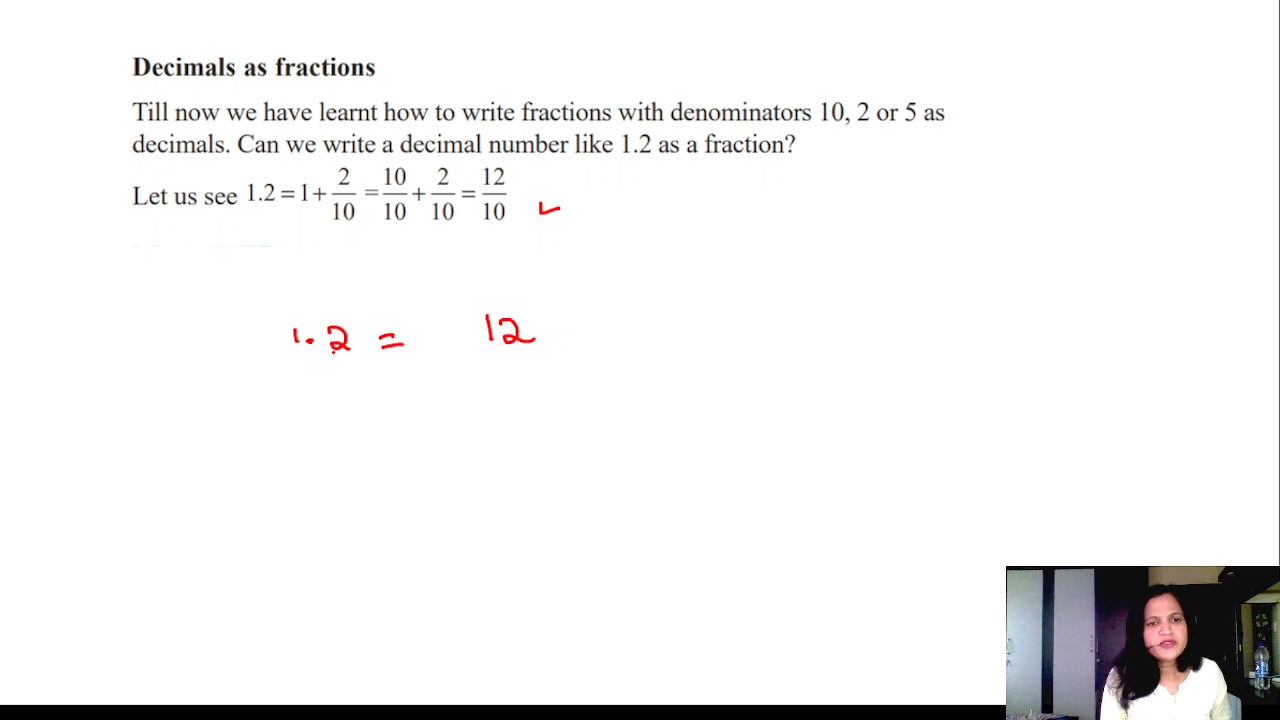 Decimals as fractions
Till now we have learnt how to write fractions with denominators 10, 2 or 5 as
decimals. Can we write a decimal number like 1.2 as a fraction?
Let us see 1.2 = 1 + 2/10 = 10/10 + 2/10 = 12/10
1.2 = 12